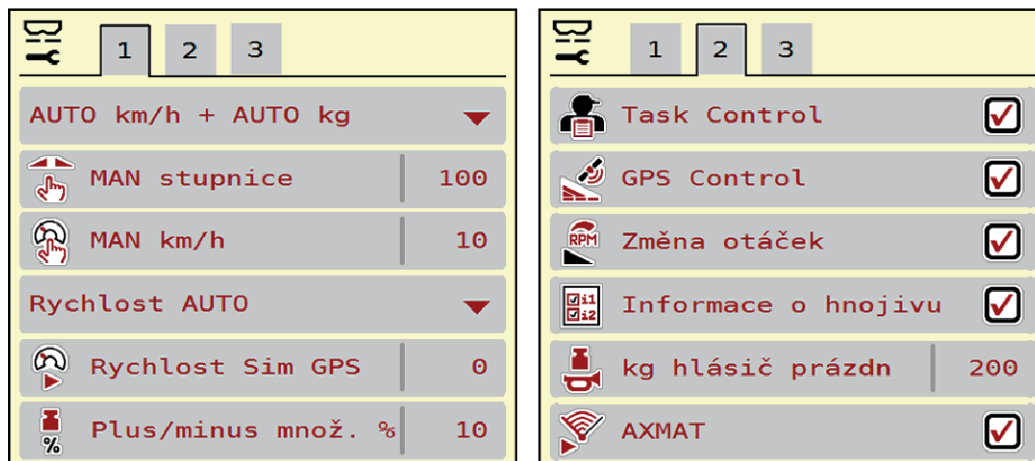 1 2 3
AUTO km/h + AUTO kg
MAN stupnice 100
MAN km/h 10
Rychlost AUTO
Rychlost Sim GPS 0
% Plus/minus množ. % 10
1 2 3
Task Control
GPS Control
RPM Změna otáček
i1 i2 Informace o hnojivu
kg hlásič prázdn 200
AXMAT